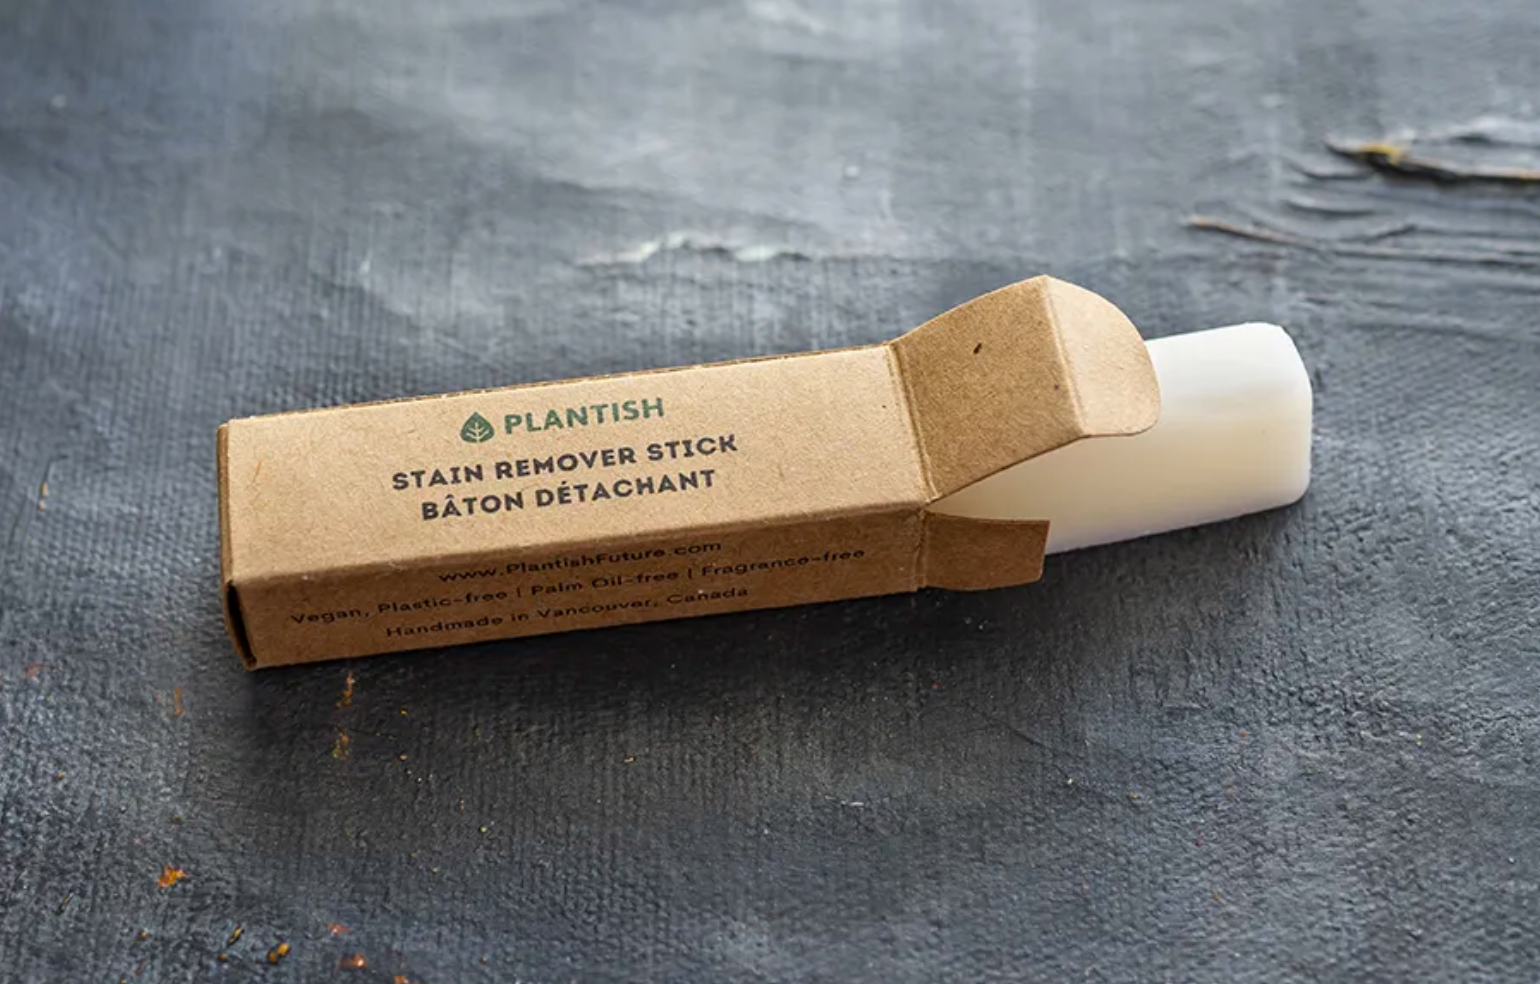 PLANTISH
STAIN REMOVER STICK
BÂTON DÉTACHANT
www.PlantishFuture.com
Vegan, Plastic-free | Palm Oil-free | Fragrance-free
Handmade in Vancouver, Canada